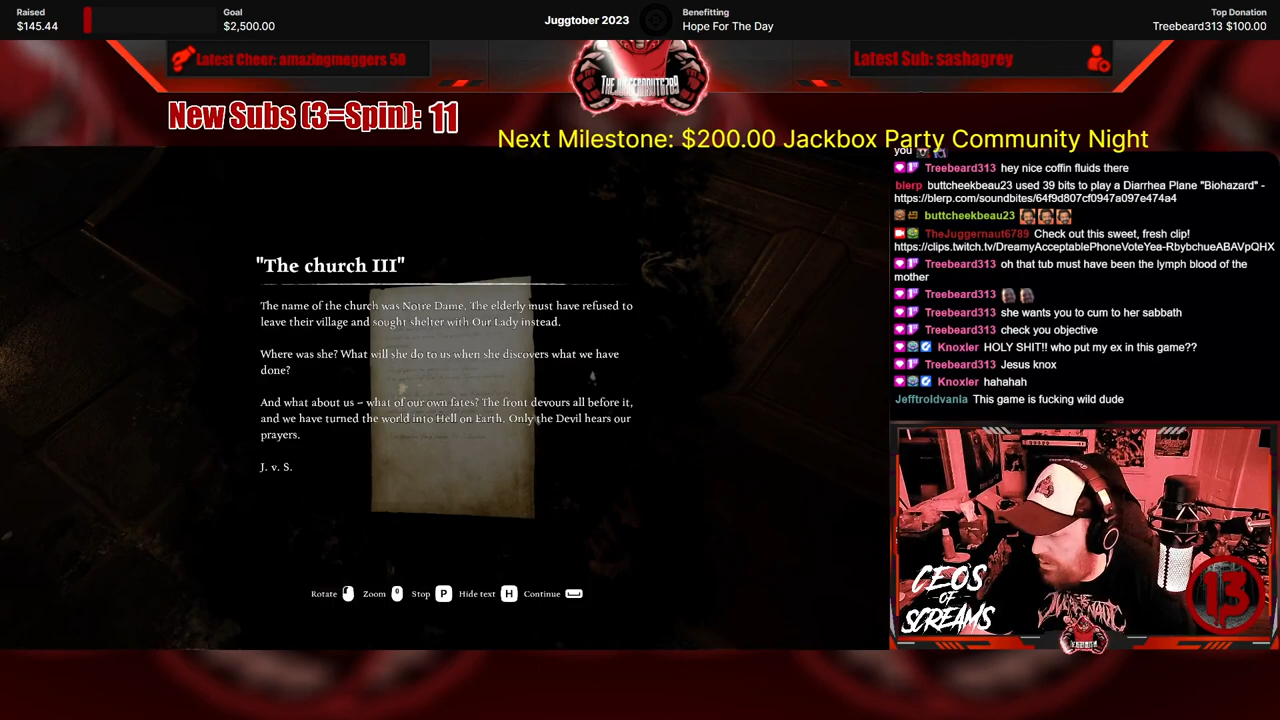 Raised
$145.44
Goal
$2,500.00
Juggtober 2023
Benefitting
Hope For The Day
Top Donation
Treebeard313 $100.00
Latest Cheer: amazingmeggers 50
THEJUGGERNAUT6789
Latest Sub: sashagrey
New Subs (3=Spin): 11
Next Milestone: $200.00 Jackbox Party Community Night
you
Treebeard313 hey nice coffin fluids there
blerp buttcheekbeau23 used 39 bits to play a Diarrhea Plane "Biohazard" -
https://blerp.com/soundbites/64f9d807cf0947a097e474a4
buttcheekbeau23
TheJuggernaut6789 Check out this sweet, fresh clip!
https://clips.twitch.tv/DreamyAcceptablePhoneVoteYea-RbybchueABAVpQHX
Treebeard313 oh that tub must have been the lymph blood of the
mother
Treebeard313
Treebeard313 she wants you to cum to her sabbath
Treebeard313 check you objective
Knoxler HOLY SHIT!! who put my ex in this game??
Treebeard313 Jesus knox
Knoxler hahahah
Jefftroldvania This game is fucking wild dude
"The church III"
The name of the church was Notre Dame. The elderly must have refused to
leave their village and sought shelter with Our Lady instead.
Where was she? What will she do to us when she discovers what we have
done?
And what about us – what of our own fates? The front devours all before it,
and we have turned the world into Hell on Earth. Only the Devil hears our
prayers.
J. v. S.
Rotate Zoom Stop P Hide text H Continue
CEOS
OF
SCREAMS
13